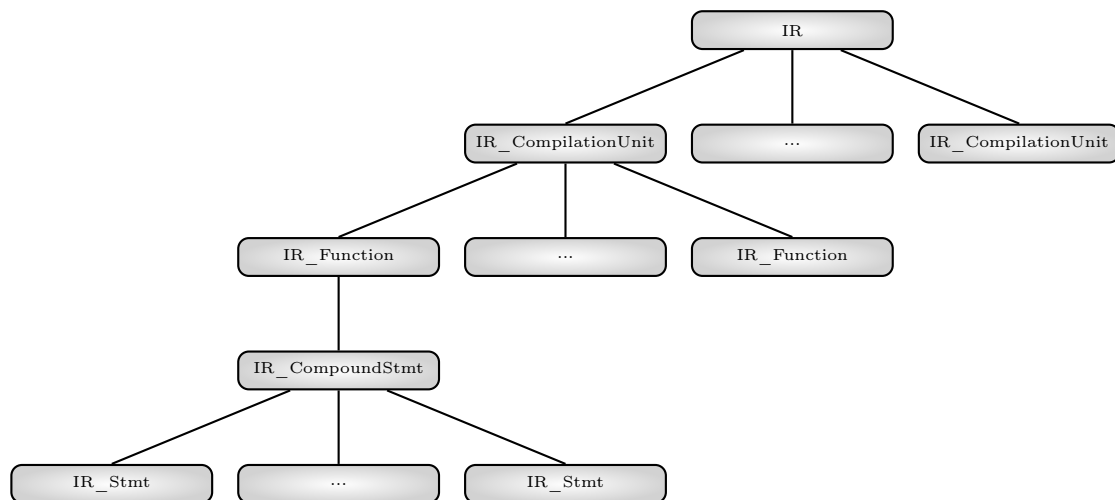 IR
IR_CompilationUnit
...
IR_CompilationUnit
IR_Function
...
IR_Function
IR_CompoundStmt
IR_Stmt
...
IR_Stmt